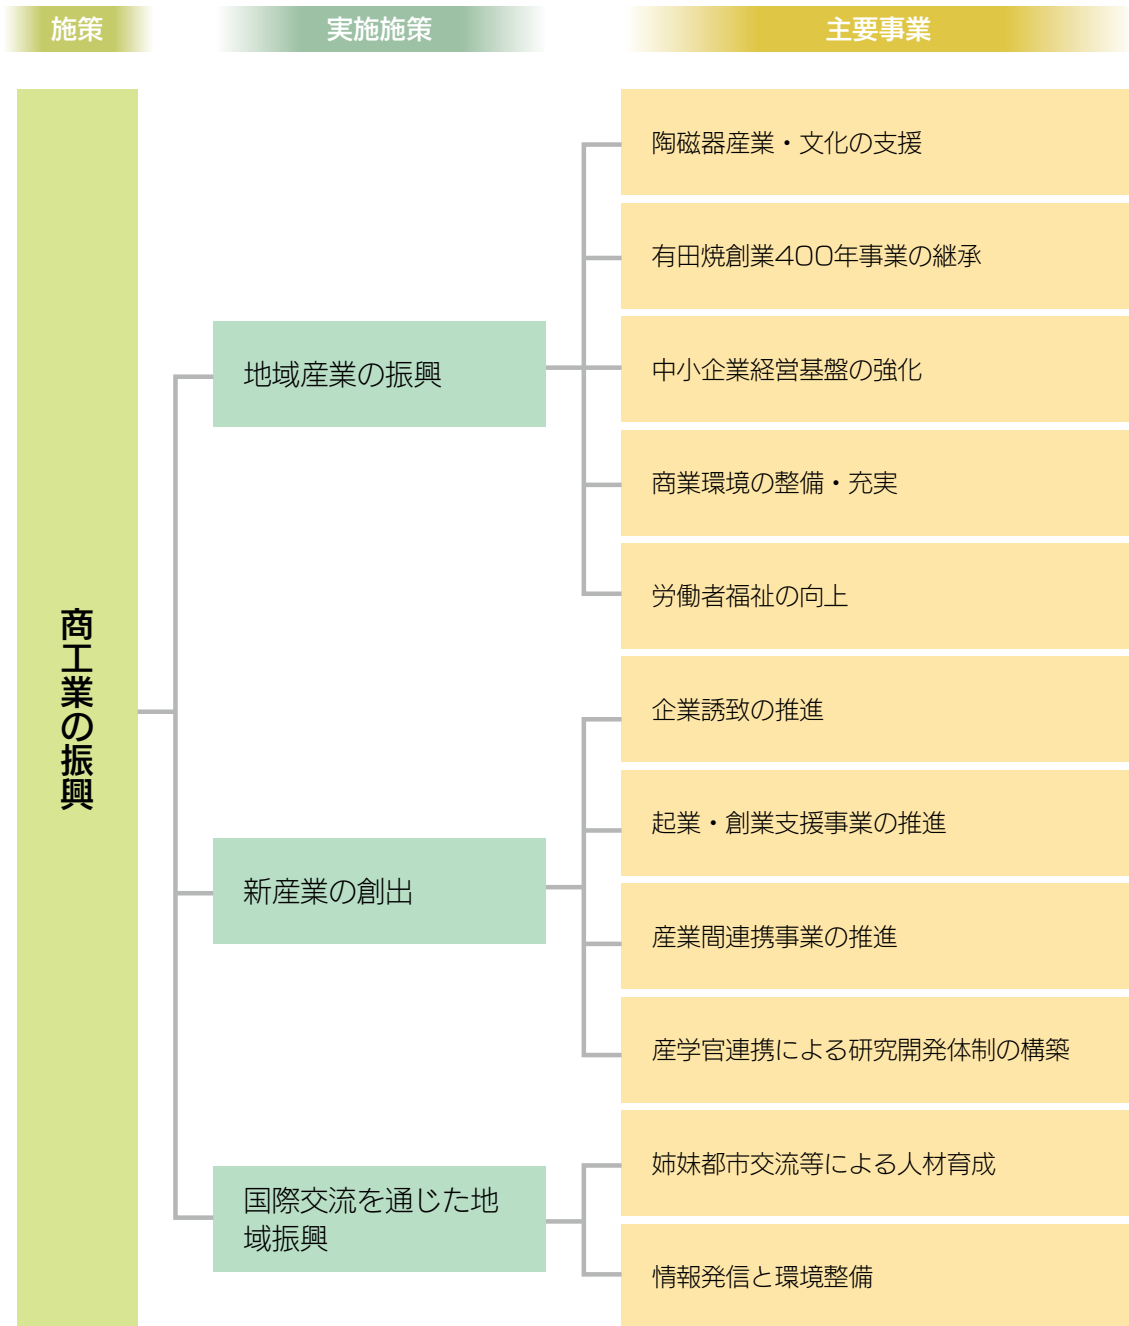 施策
実施施策
主要事業
商工業の振興
地域産業の振興
陶磁器産業・文化の支援
有田焼創業400年事業の継承
中小企業経営基盤の強化
商業環境の整備・充実
労働者福祉の向上
新産業の創出
企業誘致の推進
起業・創業支援事業の推進
産業間連携事業の推進
産学官連携による研究開発体制の構築
国際交流を通じた地
域振興
姉妹都市交流等による人材育成
情報発信と環境整備